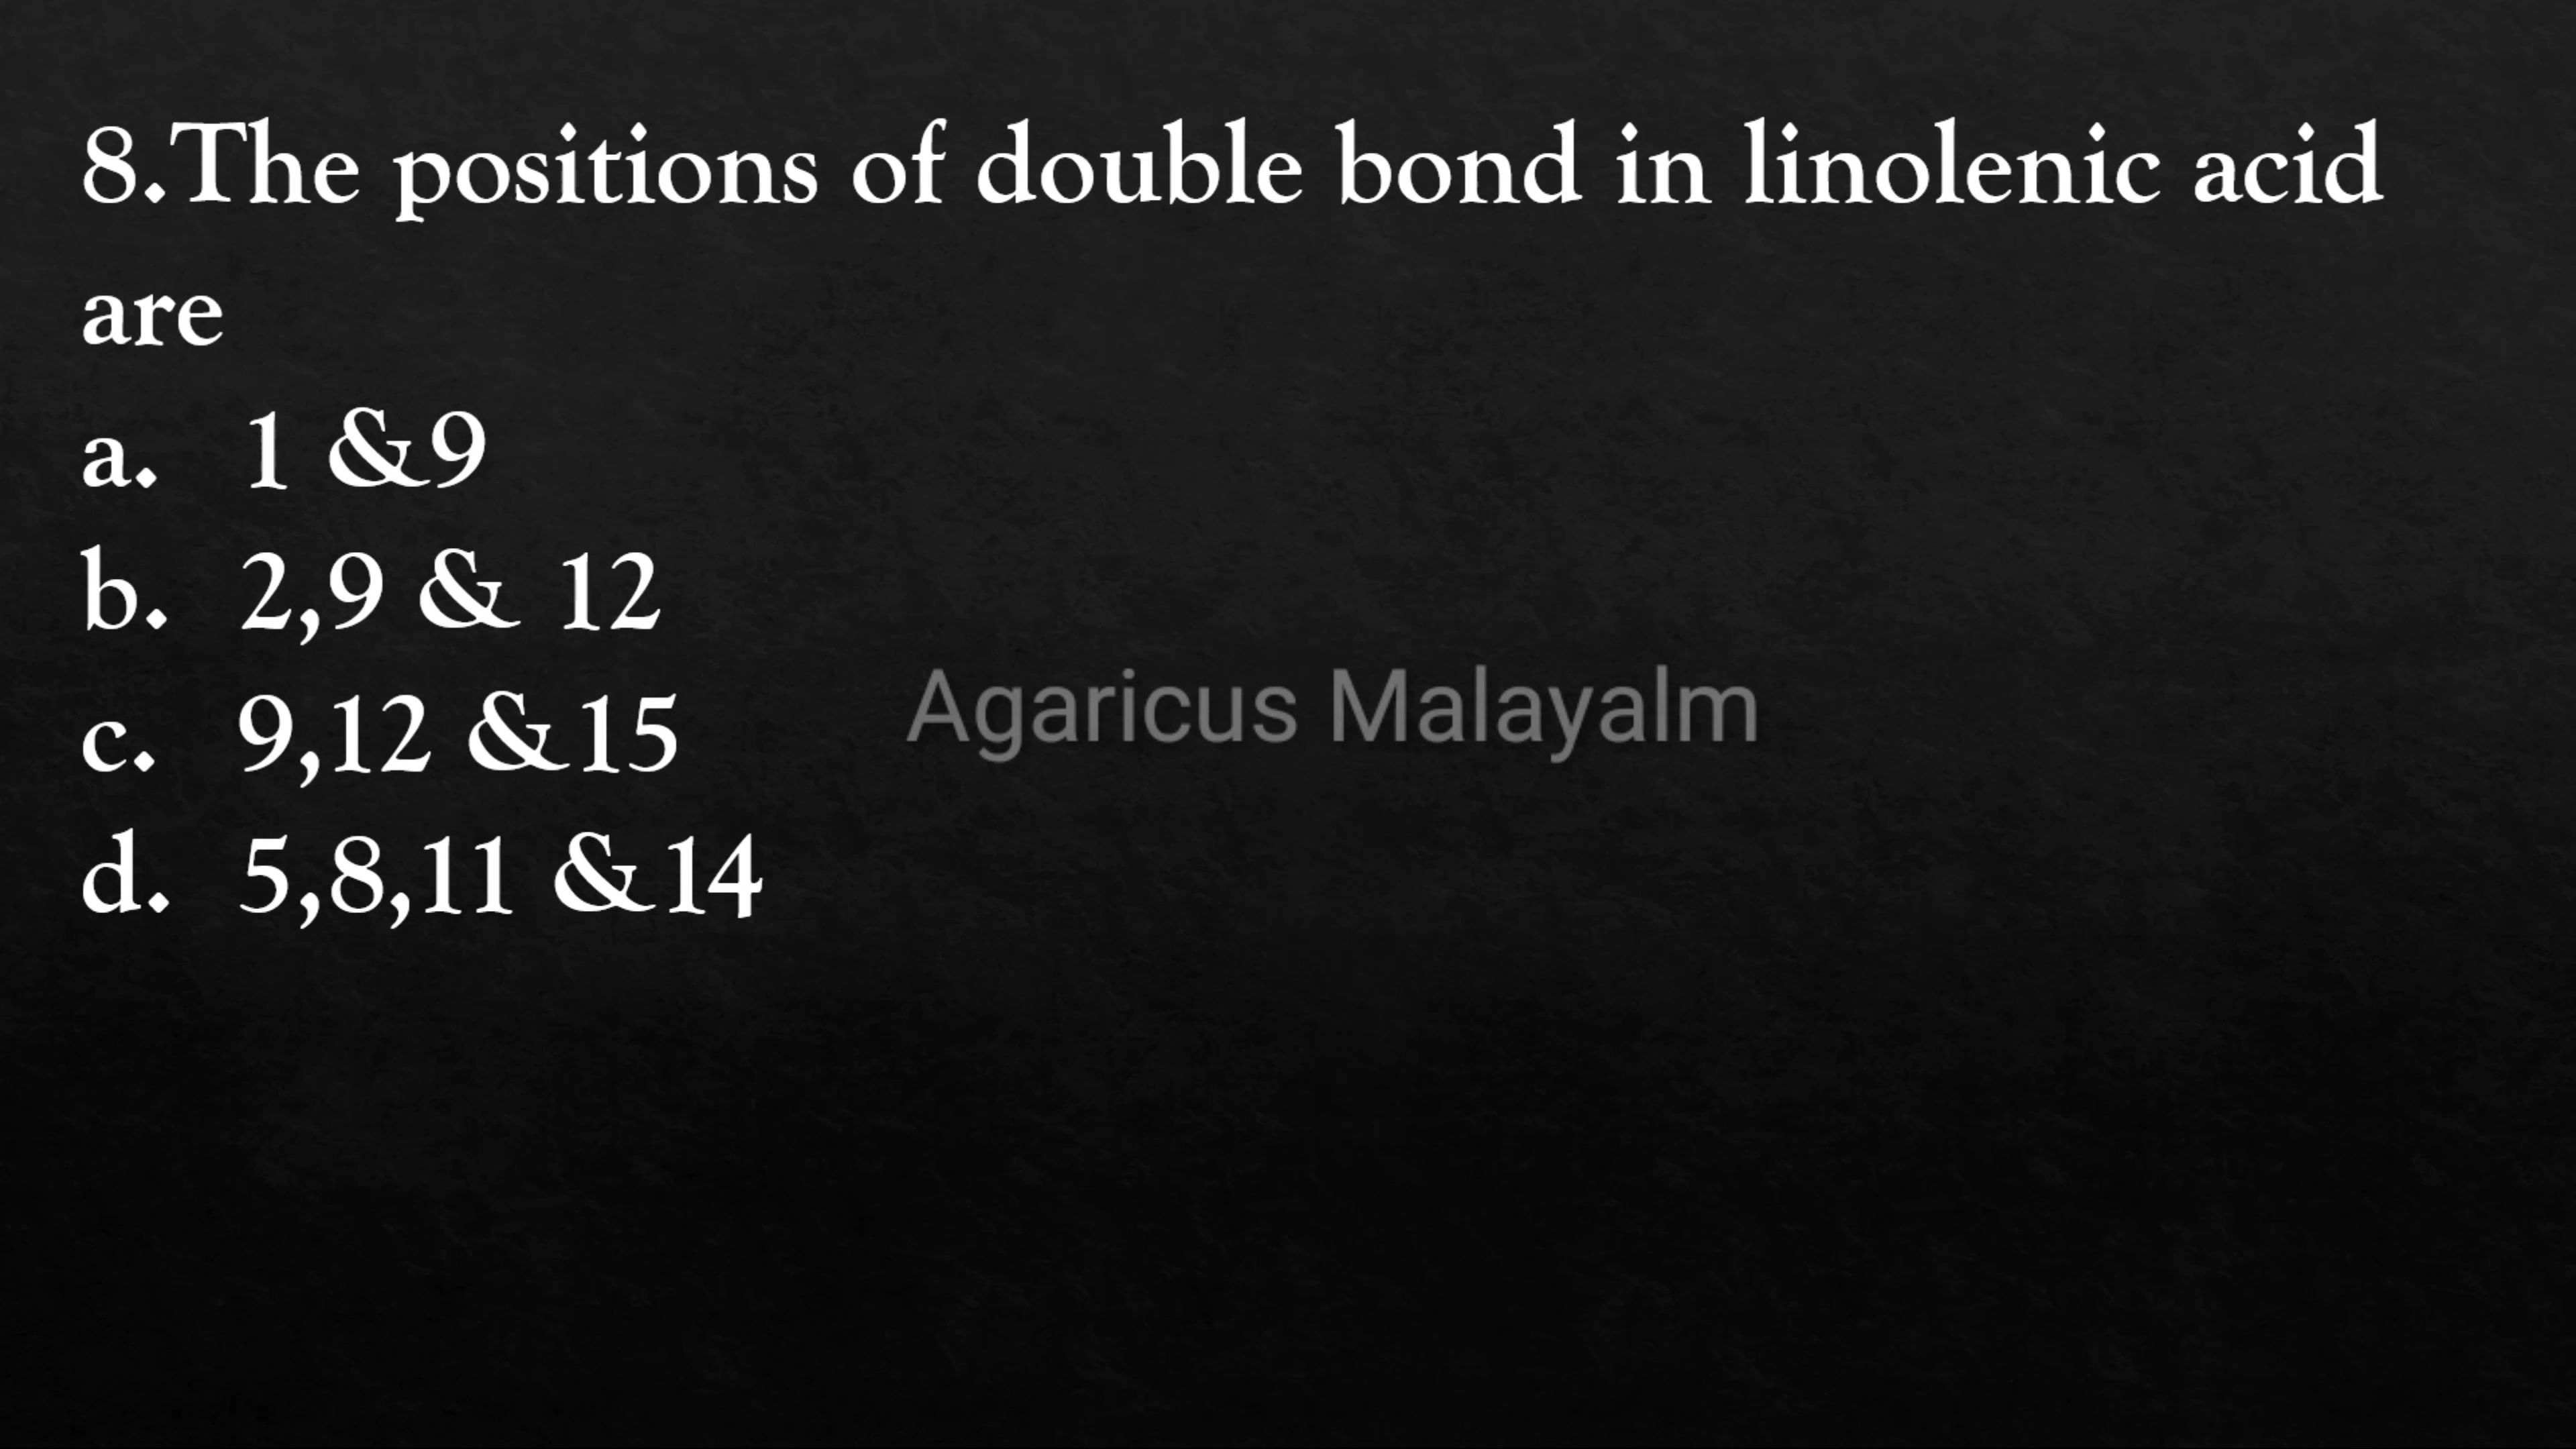 8.The positions of double bond in linolenic acid
are
a. 1 &9
b. 2,9 & 12
c. 9,12 &15
d. 5,8,11 &14
Agaricus Malayalm